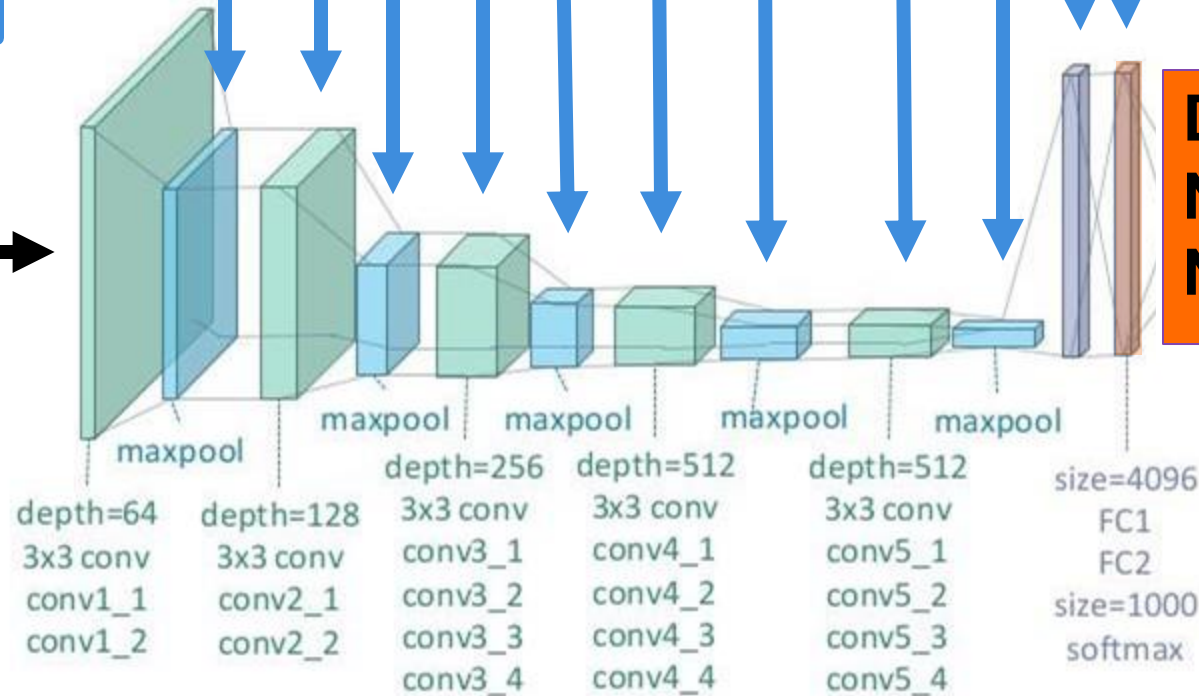 maxpool
maxpool
maxpool
maxpool
maxpool
depth=64
3x3 conv
conv1_1
conv1_2
depth=128
3x3 conv
conv2_1
conv2_2
depth=256
3x3 conv
conv3_1
conv3_2
conv3_3
conv3_4
depth=512
3x3 conv
conv4_1
conv4_2
conv4_3
conv4_4
depth=512
3x3 conv
conv5_1
conv5_2
conv5_3
conv5_4
size=4096
FC1
FC2
size=1000
softmax